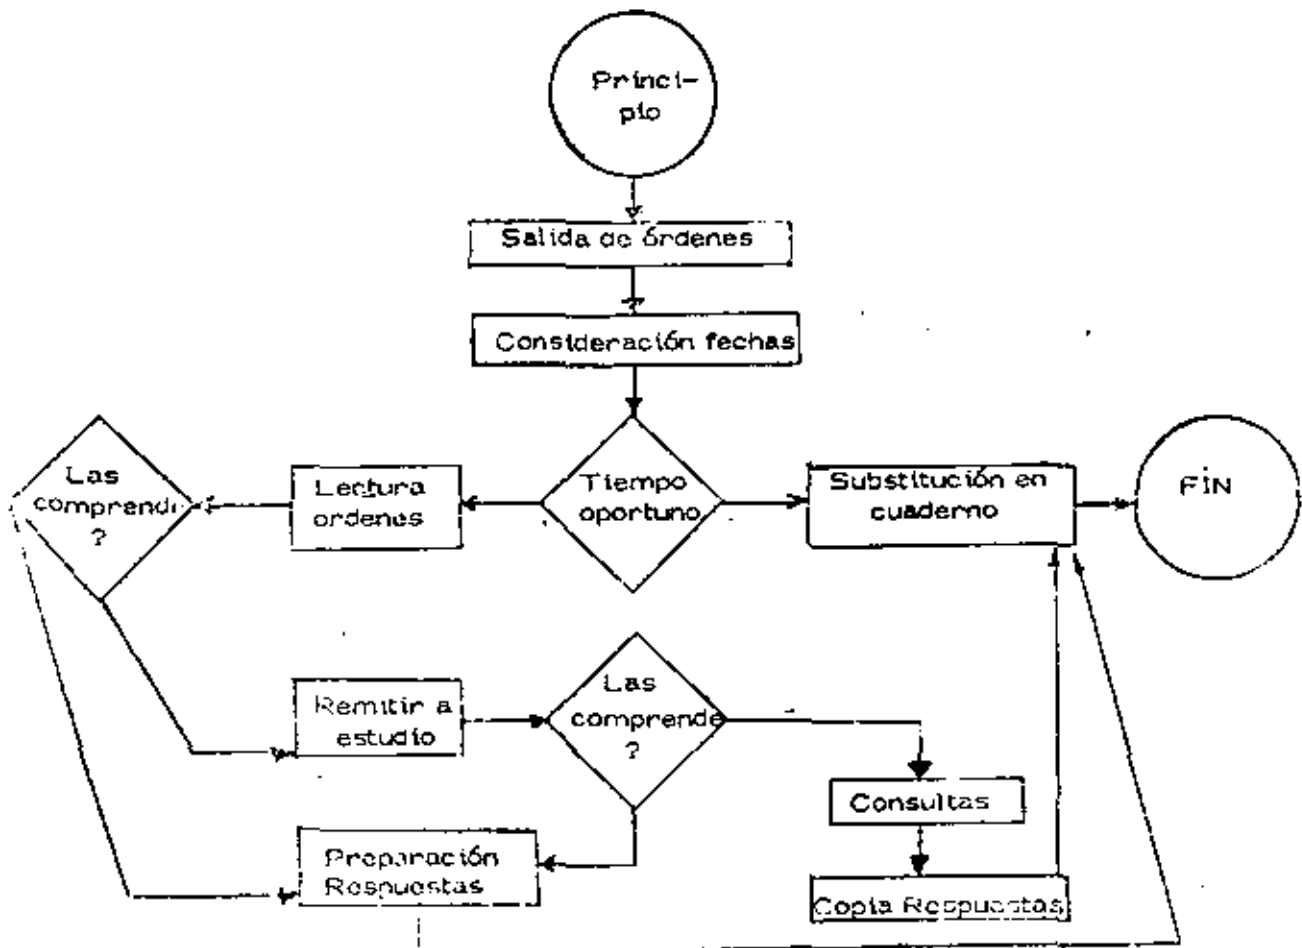 Princi-
pio
Salida de órdenes
Consideración fechas
Las
comprende
?
Lectura
ordenes
Tiempo
oportuno
Substitución en
cuaderno
FiN
Remitir a
estudio
Las
comprende
?
Consultas
Preparación
Respuestas
Copia Respuestas